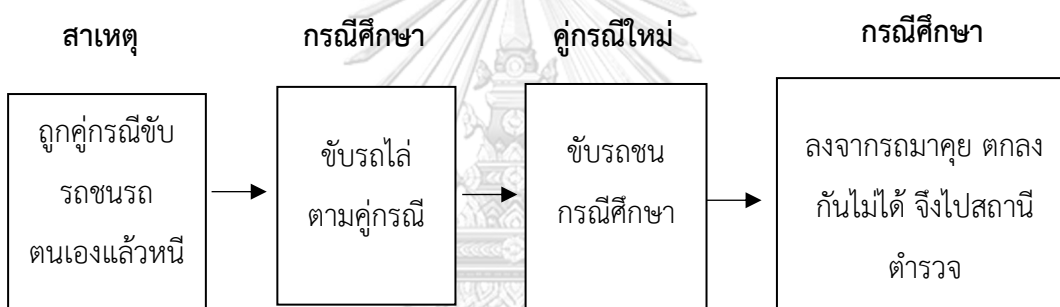 สาเหตุ
กรณีศึกษา
คู่กรณีใหม่
กรณีศึกษา
ถูกคู่กรณีขับ
รถชนรถ
ตนเองแล้วหนี
ขับรถไล่
ตามคู่กรณี
ขับรถชน
กรณีศึกษา
ลงจากรถมาคุย ตกลง
กันไม่ได้ จึงไปสถานี
ตำรวจ